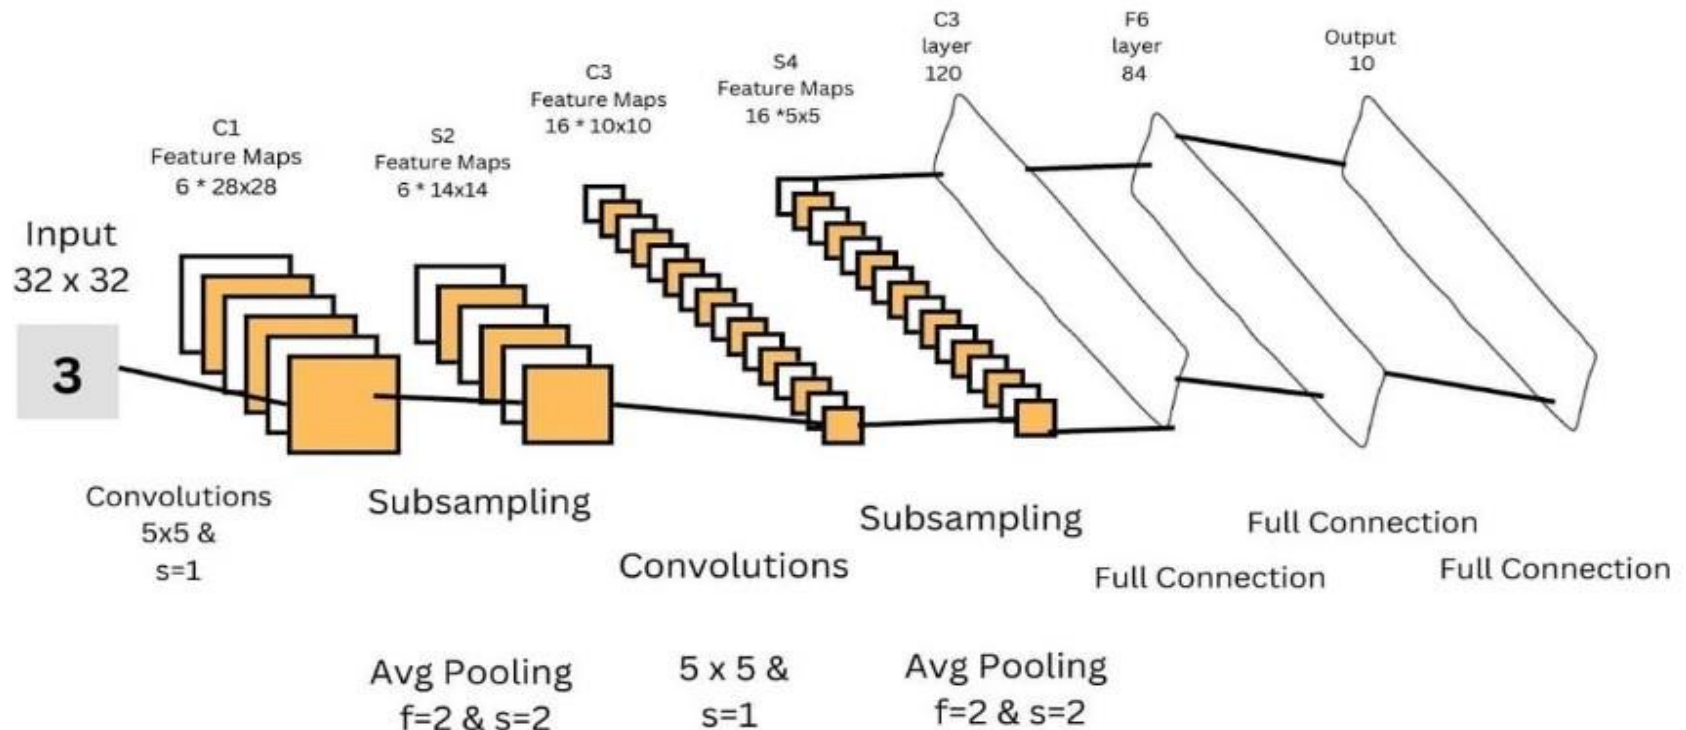 Input
32 x 32
3
C1
Feature Maps
6 * 28x28
S2
Feature Maps
6 * 14x14
C3
Feature Maps
16 * 10x10
S4
Feature Maps
16 *5x5
C3
layer
120
F6
layer
84
Output
10
Convolutions
5x5 &
s=1
Subsampling
Convolutions
Subsampling
Full Connection
Full Connection
Full Connection
Avg Pooling
f=2 & s=2
5 x 5 &
s=1
Avg Pooling
f=2 & s=2